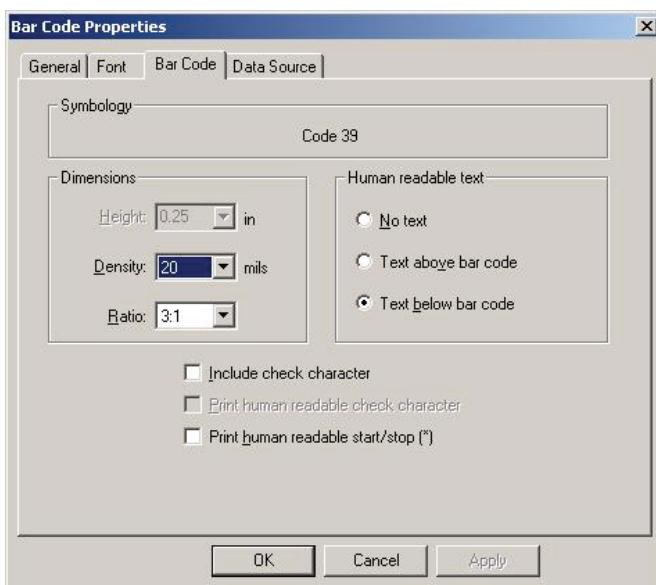 Bar Code Properties
General Font Bar Code Data Source
Symbology
Code 39
Dimensions
Height: 0.25 in
Density: 20 mils
Ratio: 3:1
Human readable text
No text
Text above bar code
Text below bar code
Include check character
Print human readable check character
Print human readable start/stop (*)
OK Cancel Apply